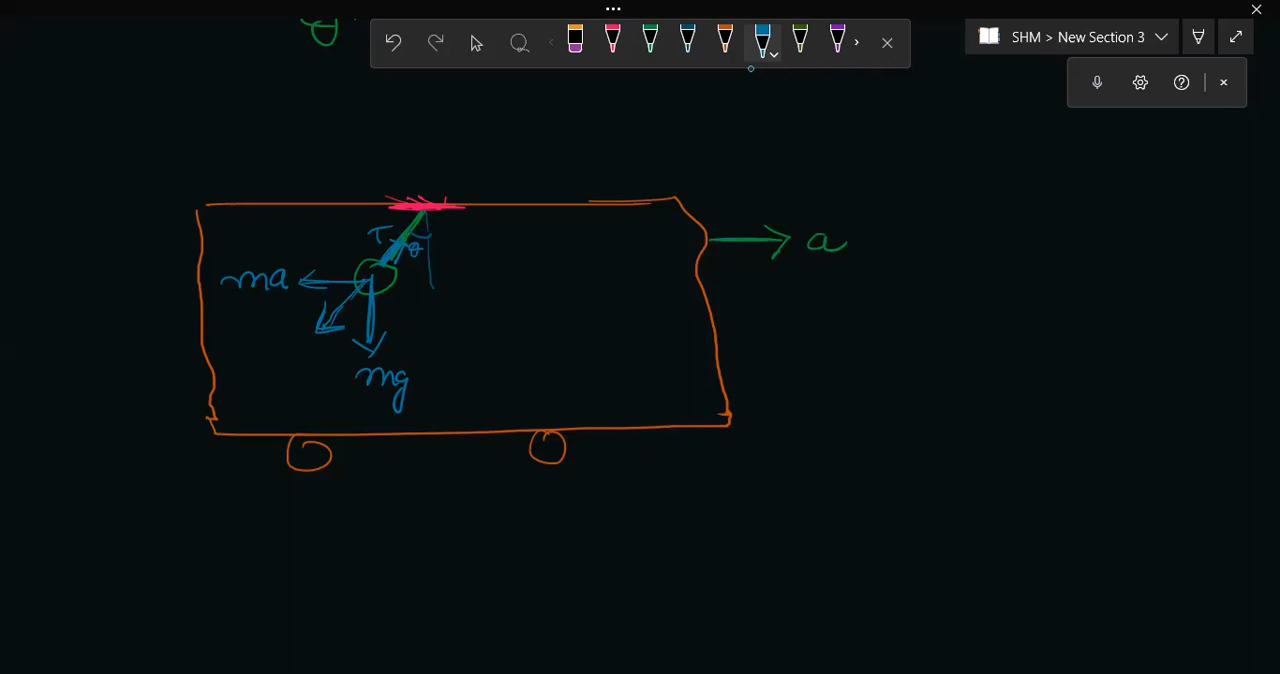 SHM > New Section 3
a
T
θ
ma
mg